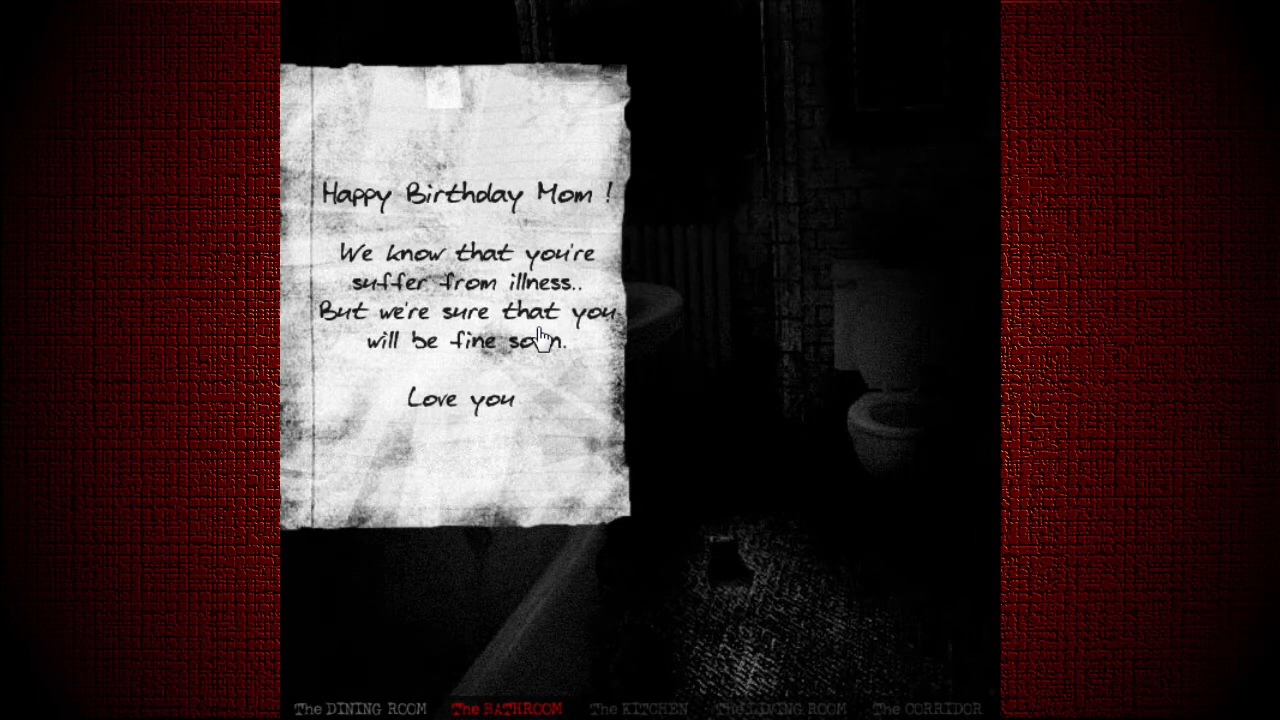 Happy Birthday Mom !
We know that you're
suffer from illness..
But we're sure that you
will be fine soon.
Love you
The DINING ROOM The BATHROOM The KITCHEN The LIVING ROOM The CORRIDOR